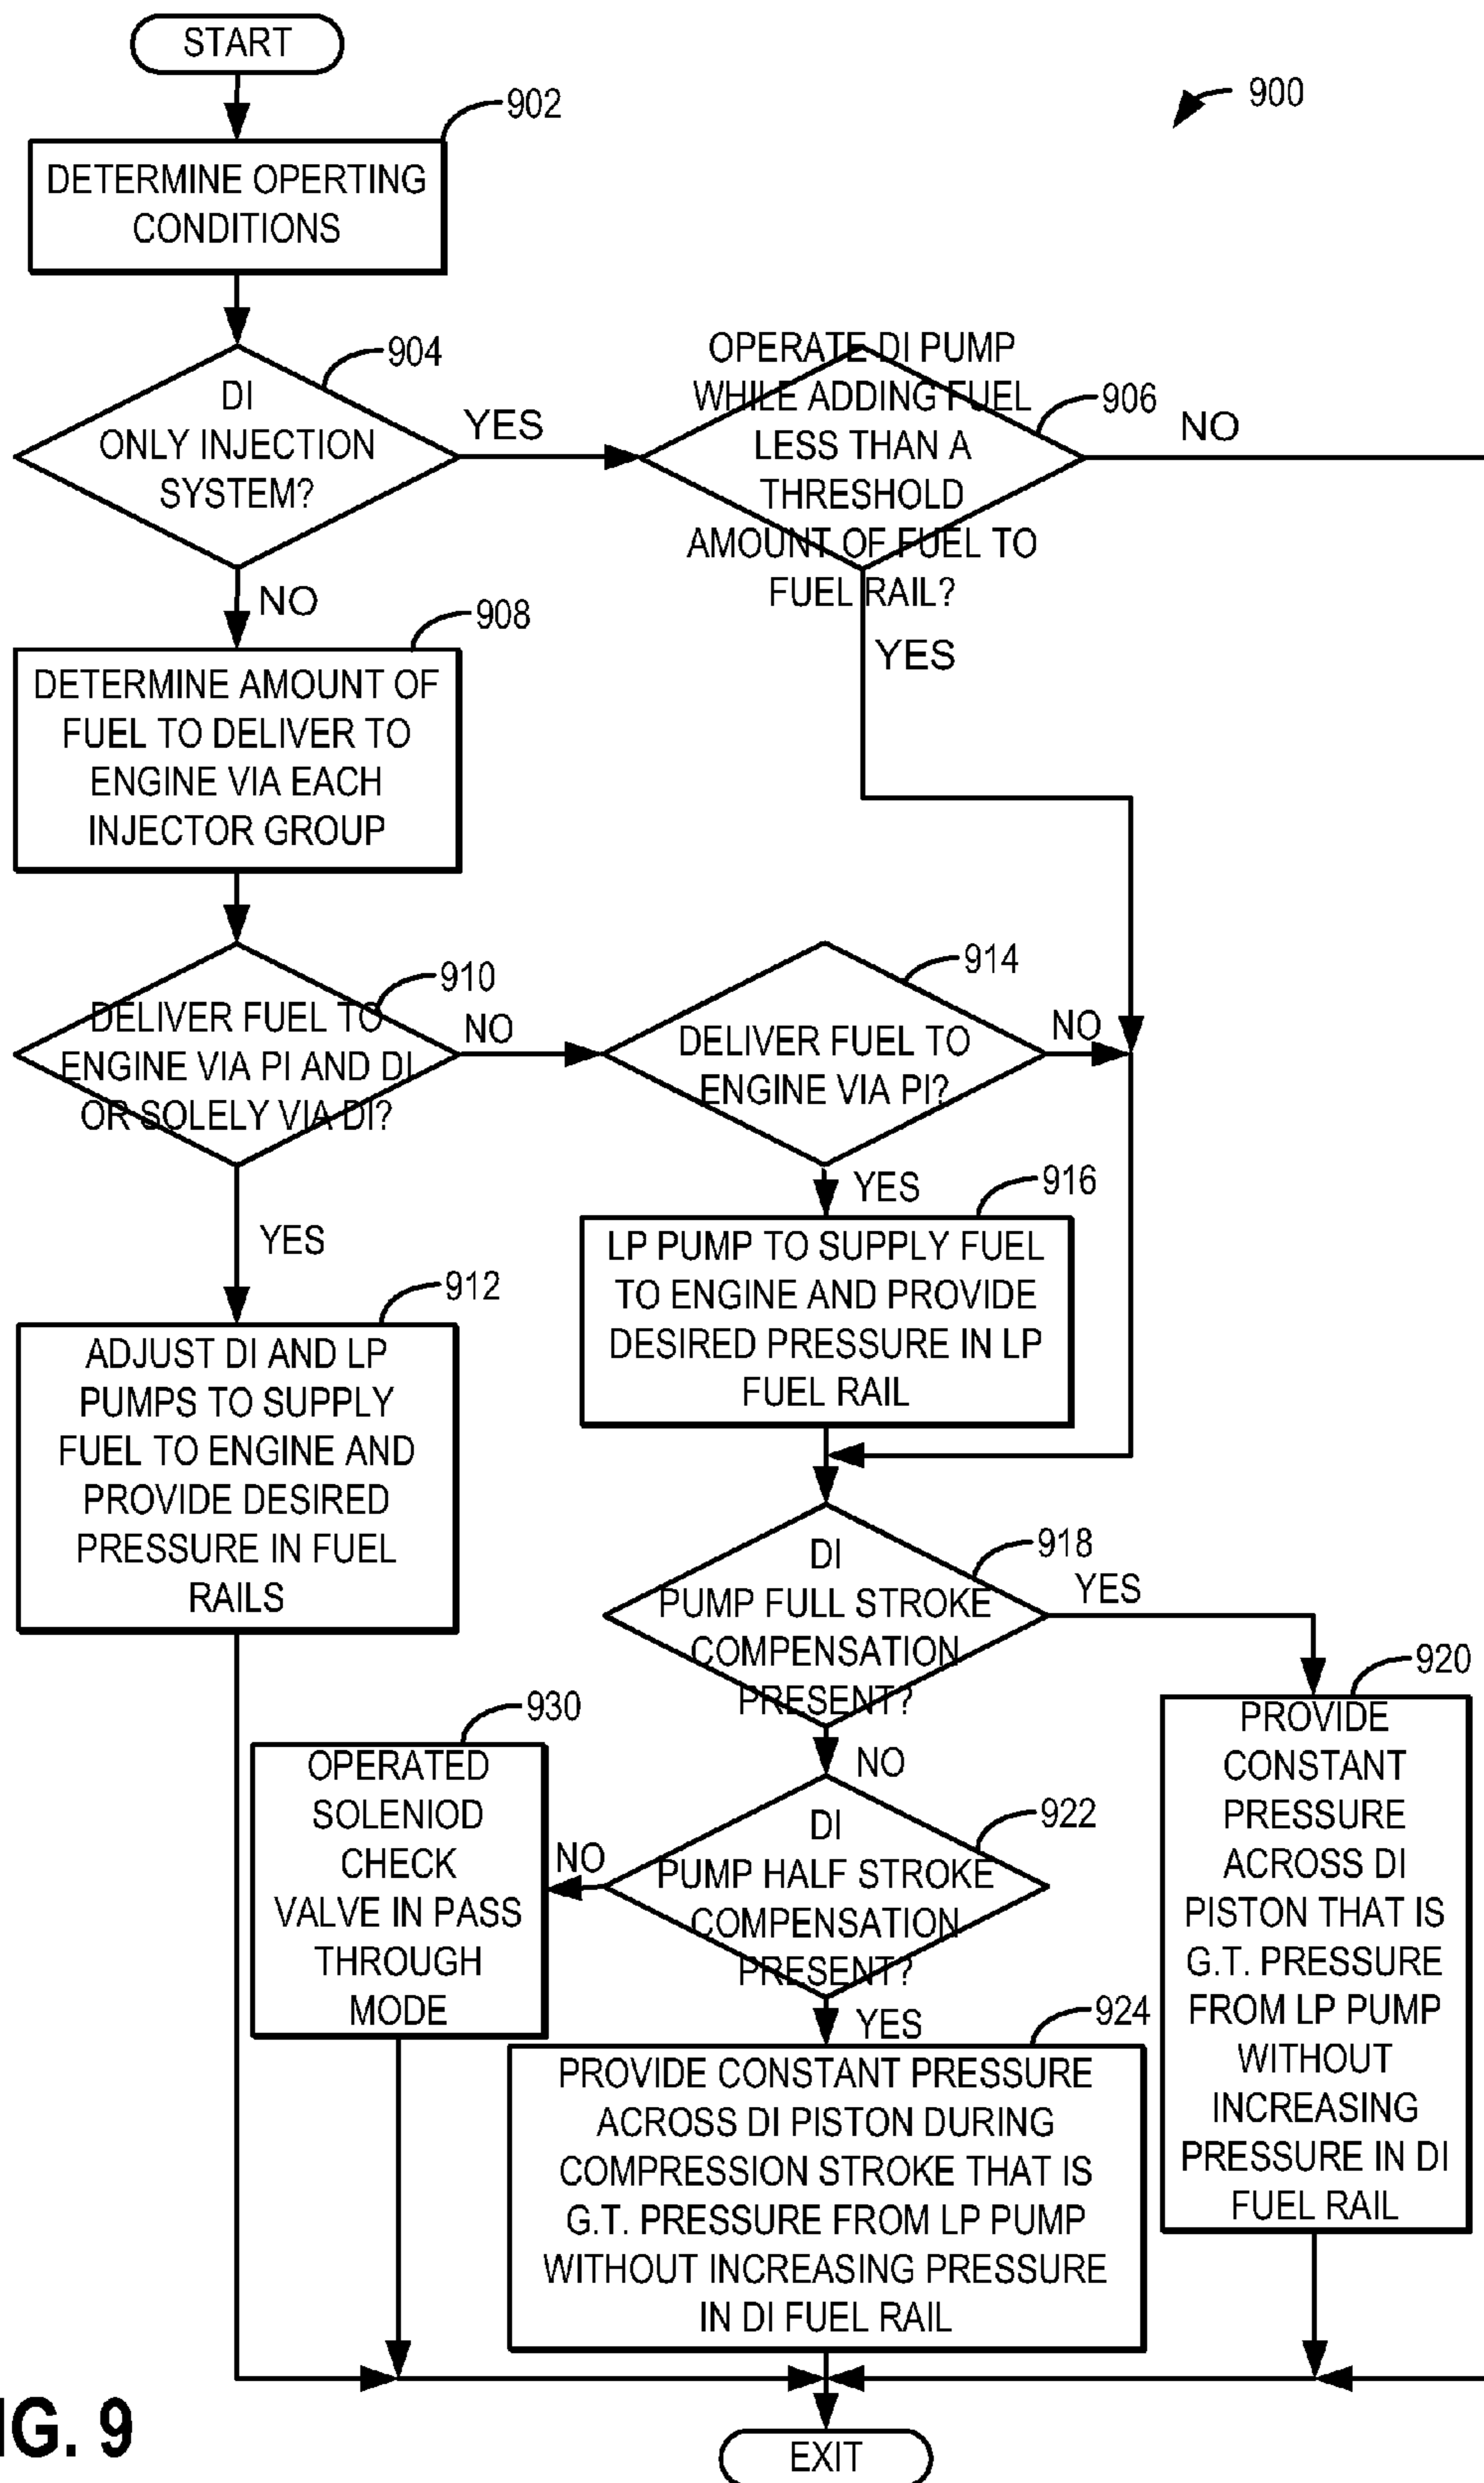 START
900
902
DETERMINE OPERTING
CONDITIONS
904
DI
ONLY INJECTION
SYSTEM?
YES
NO
OPERATE DI PUMP
WHILE ADDING FUEL
LESS THAN A
THRESHOLD
AMOUNT OF FUEL TO
FUEL RAIL?
906
NO
YES
908
DETERMINE AMOUNT OF
FUEL TO DELIVER TO
ENGINE VIA EACH
INJECTOR GROUP
910
DELIVER FUEL TO
ENGINE VIA PI AND DI
OR SOLELY VIA DI?
NO
YES
914
DELIVER FUEL TO
ENGINE VIA PI?
NO
YES
912
ADJUST DI AND LP
PUMPS TO SUPPLY
FUEL TO ENGINE AND
PROVIDE DESIRED
PRESSURE IN FUEL
RAILS
916
LP PUMP TO SUPPLY FUEL
TO ENGINE AND PROVIDE
DESIRED PRESSURE IN LP
FUEL RAIL
918
DI
PUMP FULL STROKE
COMPENSATION
PRESENT?
YES
NO
920
PROVIDE
CONSTANT
PRESSURE
ACROSS DI
PISTON THAT IS
G.T. PRESSURE
FROM LP PUMP
WITHOUT
INCREASING
PRESSURE IN DI
FUEL RAIL
922
DI
PUMP HALF STROKE
COMPENSATION
PRESENT?
NO
YES
930
OPERATED
SOLENIOD
CHECK
VALVE IN PASS
THROUGH
MODE
924
PROVIDE CONSTANT PRESSURE
ACROSS DI PISTON DURING
COMPRESSION STROKE THAT IS
G.T. PRESSURE FROM LP PUMP
WITHOUT INCREASING PRESSURE
IN DI FUEL RAIL
EXIT
IG. 9